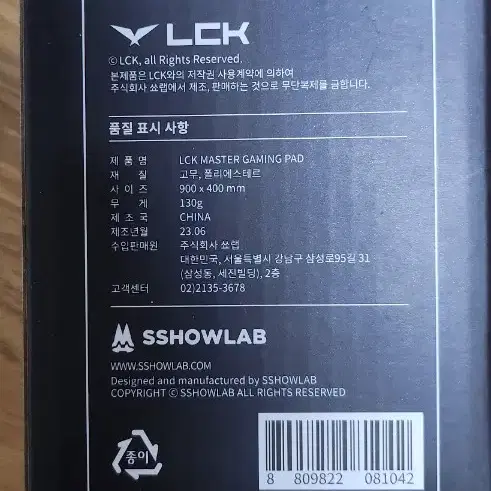 LCK
ⓒ LCK, all Rights Reserved.
본제품은 LCK와의 저작권 사용계약에 의하여
주식회사 쑈랩에서 제조, 판매하는 것으로 무단복제를 금합니다.
품질 표시 사항
제 품 명 LCK MASTER GAMING PAD
재 질 고무, 폴리에스테르
사 이 즈 900 x 400 mm
무 게 130g
제 조 국 CHINA
제조년월 23.06
수입판매원 주식회사 쑈랩
대한민국, 서울특별시 강남구 삼성로95길 31
(삼성동, 세진빌딩), 2층
고객센터 02)2135-3678
SSHOWLAB
WWW.SSHOWLAB.COM
Designed and manufactured by SSHOWLAB
COPYRIGHT ⓒ SSHOWLAB ALL RIGHTS RESERVED
종이
8 809822 081042